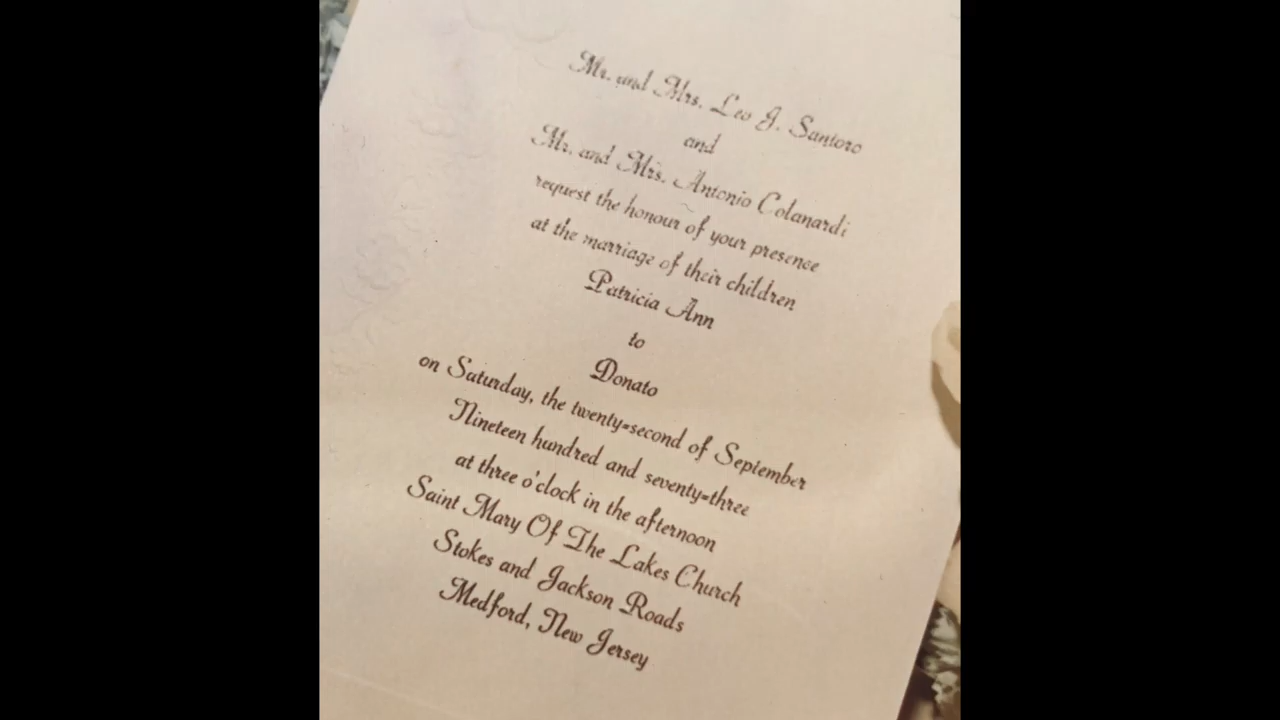 Mr. and Mrs. Leo J. Santoro
and
Mr. and Mrs. Antonio Colanardi
request the honour of your presence
at the marriage of their children
Patricia Ann
to
Donato
on Saturday, the twenty=second of September
Nineteen hundred and seventy=three
at three o'clock in the afternoon
Saint Mary Of The Lakes Church
Stokes and Jackson Roads
Medford, New Jersey